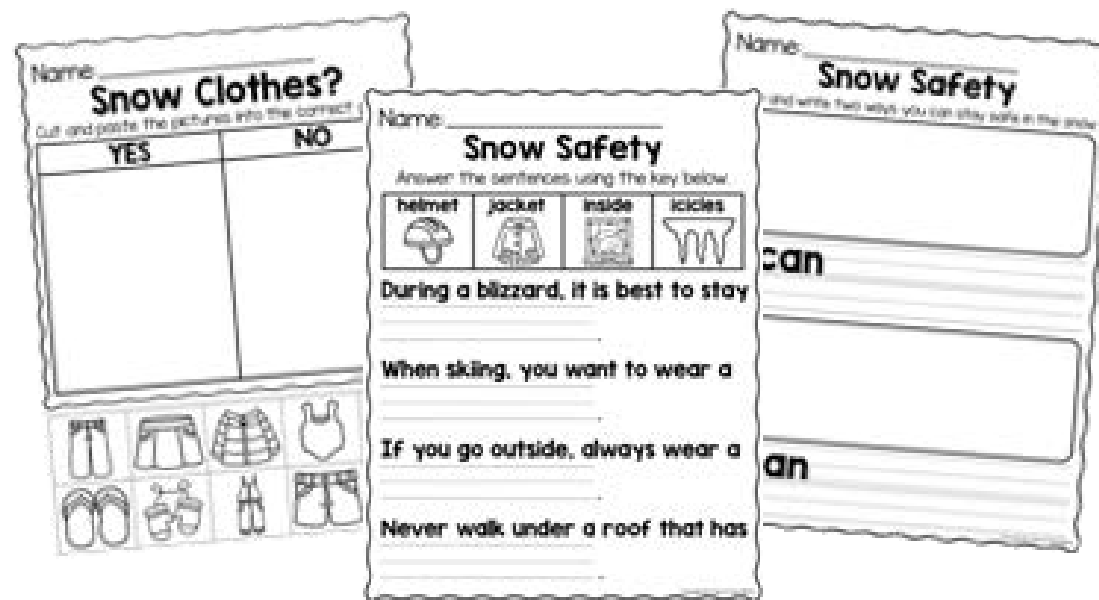 Name:
Snow Clothes?
Cut and paste the pictures into the correct
YES NO
Name:
Snow Safety
Answer the sentences using the key below.
helmet jacket inside icicles
During a blizzard, it is best to stay
.
When skiing, you want to wear a
.
If you go outside, always wear a
.
Never walk under a roof that has
.
Name:
Snow Safety
and write two ways you can stay safe in the snow
can
an